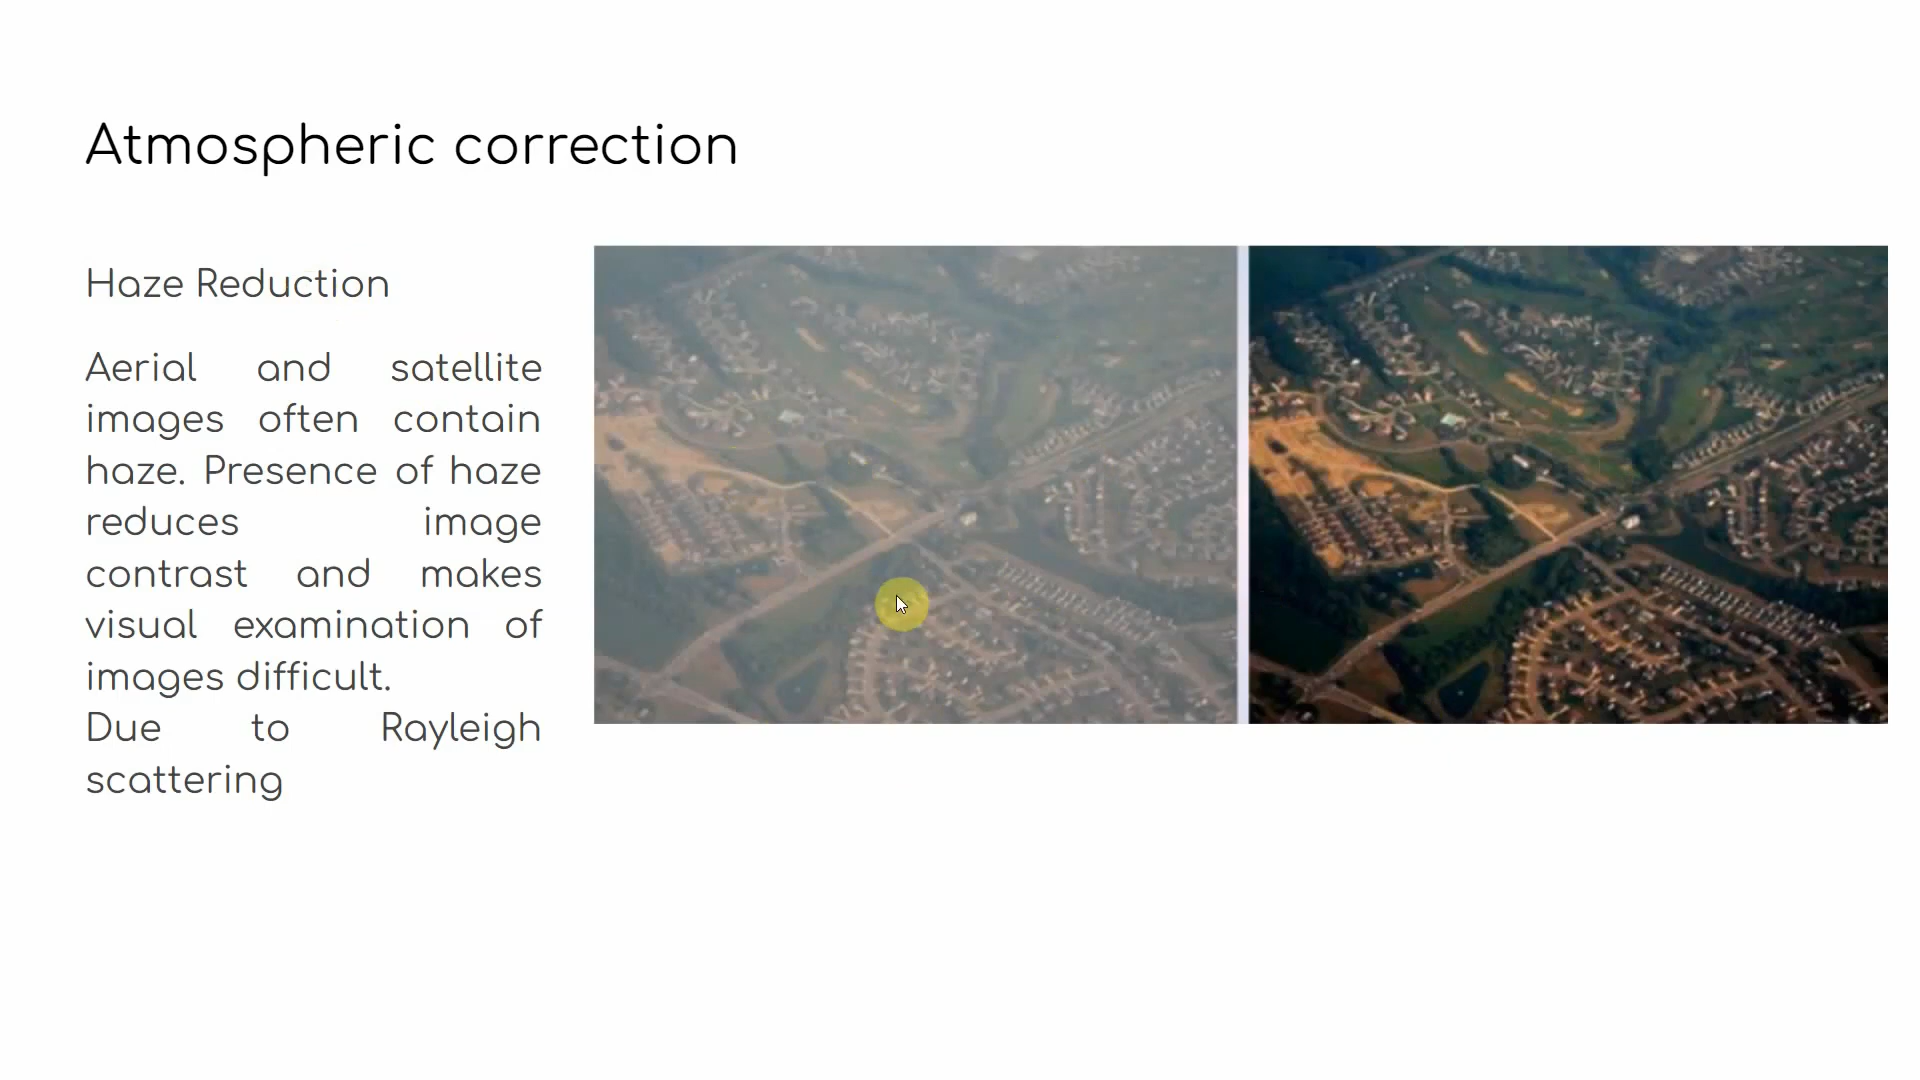 Atmospheric correction
Haze Reduction
Aerial and satellite
images often contain
haze. Presence of haze
reduces image
contrast and makes
visual examination of
images difficult.
Due to Rayleigh
scattering